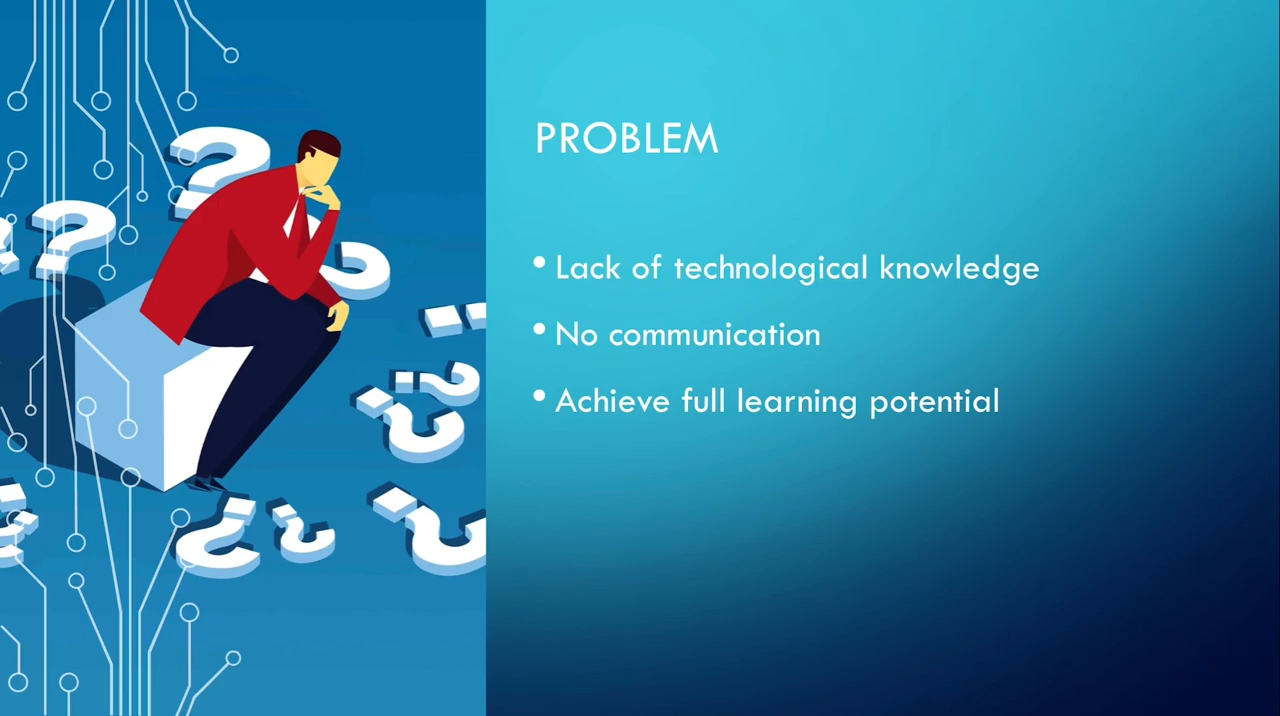 PROBLEM
• Lack of technological knowledge
• No communication
• Achieve full learning potential